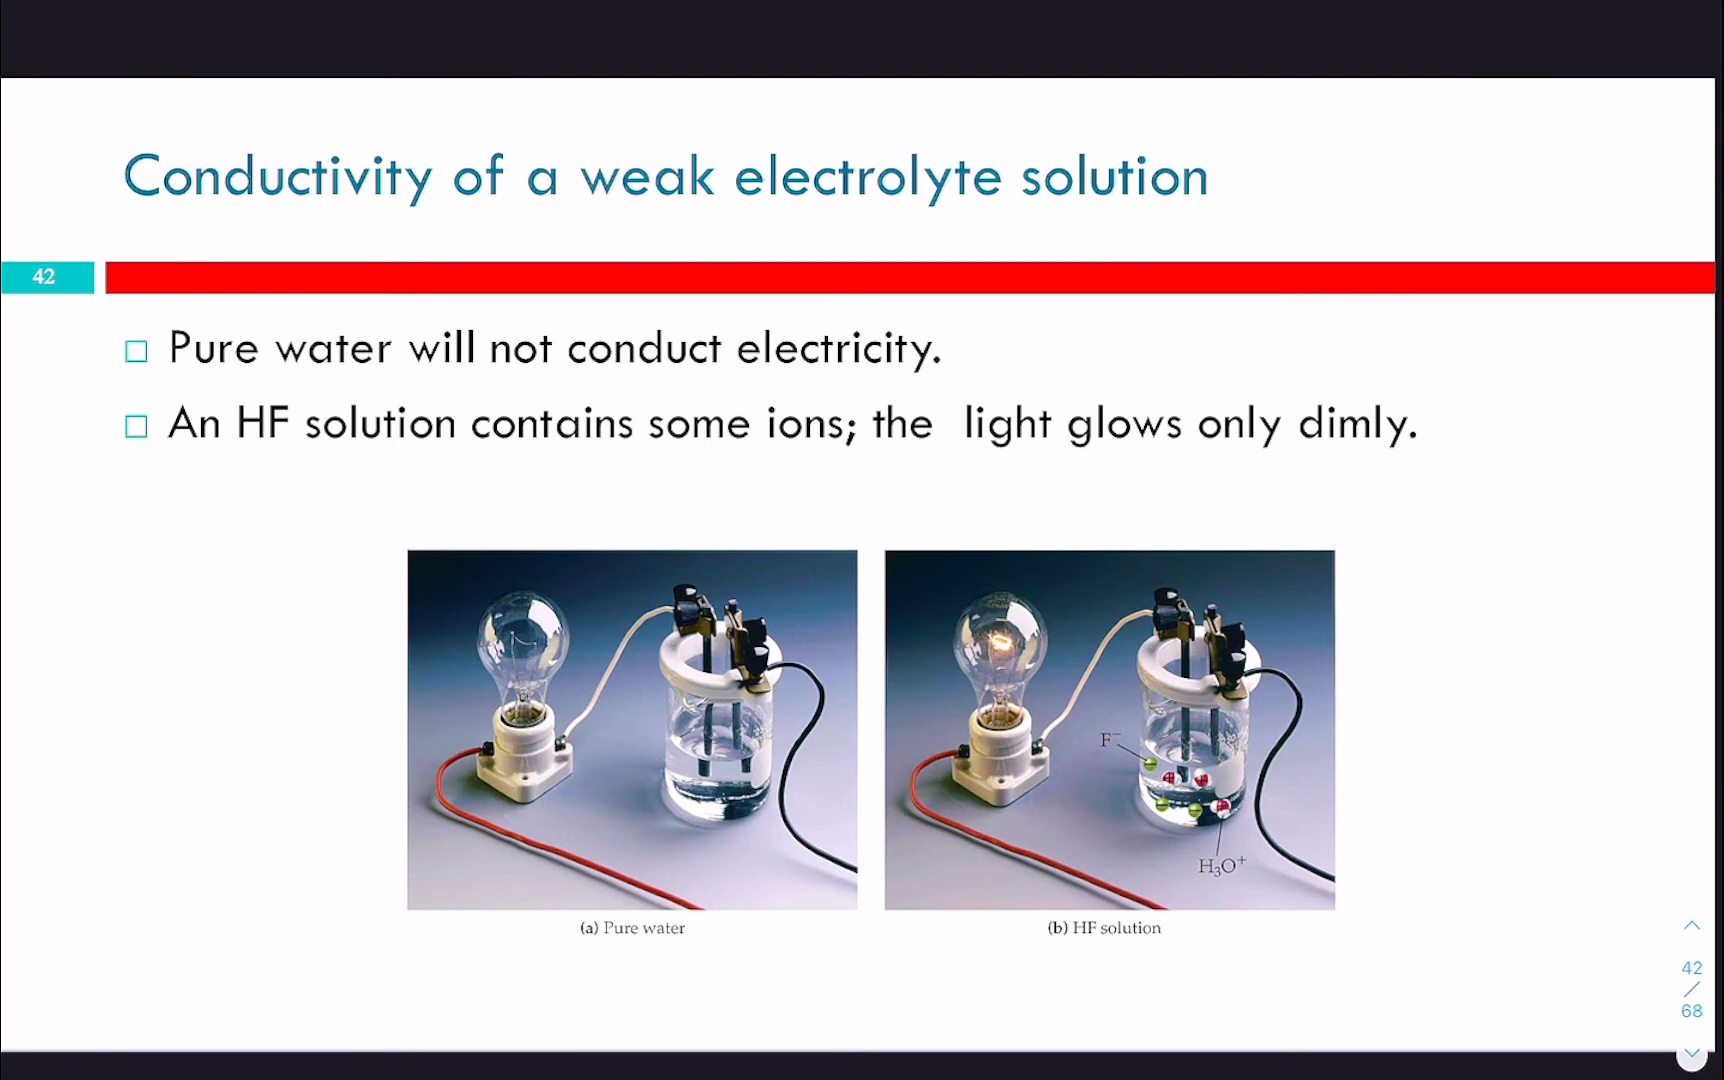 Conductivity of a weak electrolyte solution
42
Pure water will not conduct electricity.
An HF solution contains some ions; the light glows only dimly.
F⁻
H₃O⁺
(a) Pure water
(b) HF solution
42
/
68